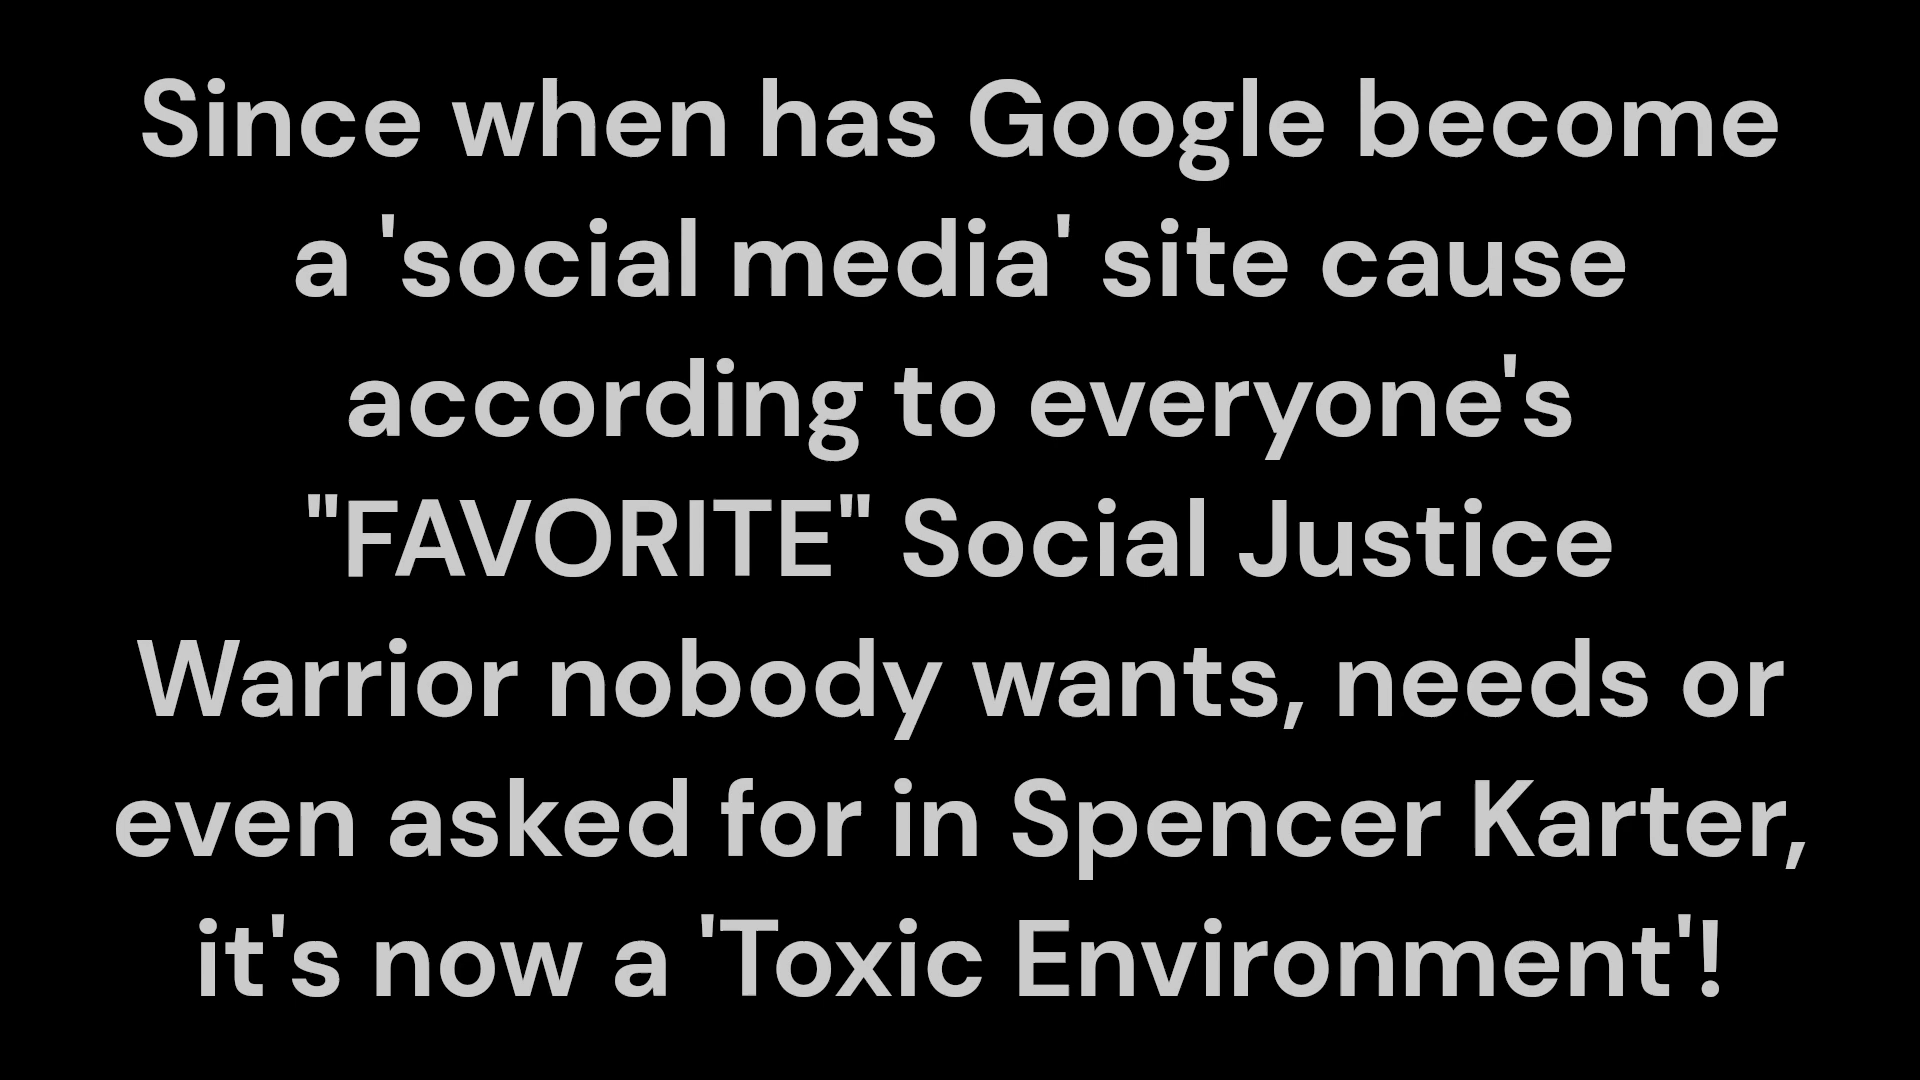 Since when has Google become
a 'social media' site cause
according to everyone's
"FAVORITE" Social Justice
Warrior nobody wants, needs or
even asked for in Spencer Karter,
it's now a 'Toxic Environment'!